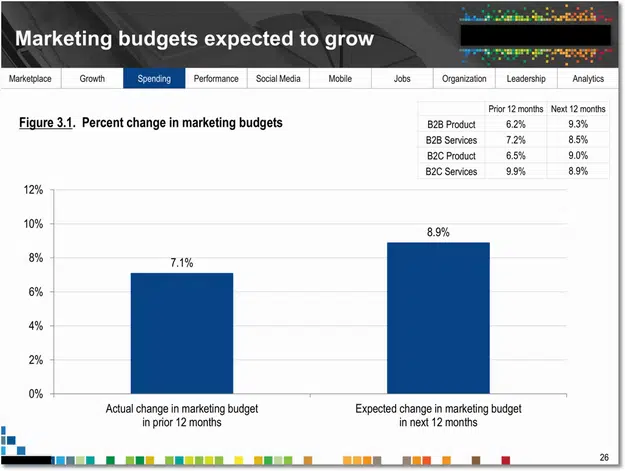 Marketing budgets expected to grow
Marketplace Growth Spending Performance Social Media Mobile Jobs Organization Leadership Analytics
Prior 12 months Next 12 months
B2B Product 6.2% 9.3%
B2B Services 7.2% 8.5%
B2C Product 6.5% 9.0%
B2C Services 9.9% 8.9%
Figure 3.1. Percent change in marketing budgets
12%
10%
8%
6%
4%
2%
0%
7.1%
8.9%
Actual change in marketing budget
in prior 12 months
Expected change in marketing budget
in next 12 months
26